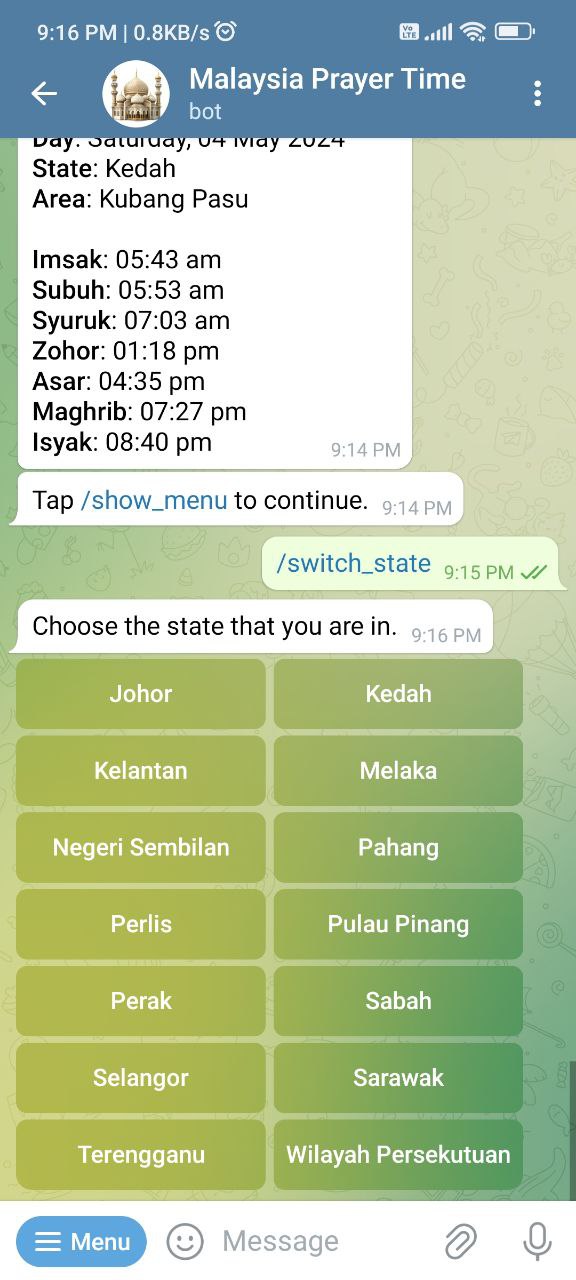 9:16 PM | 0.8KB/s
Vo
LTE
Malaysia Prayer Time
bot
Day: Saturday, 04 May 2024
State: Kedah
Area: Kubang Pasu
Imsak: 05:43 am
Subuh: 05:53 am
Syuruk: 07:03 am
Zohor: 01:18 pm
Asar: 04:35 pm
Maghrib: 07:27 pm
Isyak: 08:40 pm
9:14 PM
Tap /show_menu to continue. 9:14 PM
/switch_state 9:15 PM
Choose the state that you are in. 9:16 PM
Johor Kedah
Kelantan Melaka
Negeri Sembilan Pahang
Perlis Pulau Pinang
Perak Sabah
Selangor Sarawak
Terengganu Wilayah Persekutuan
Menu Message